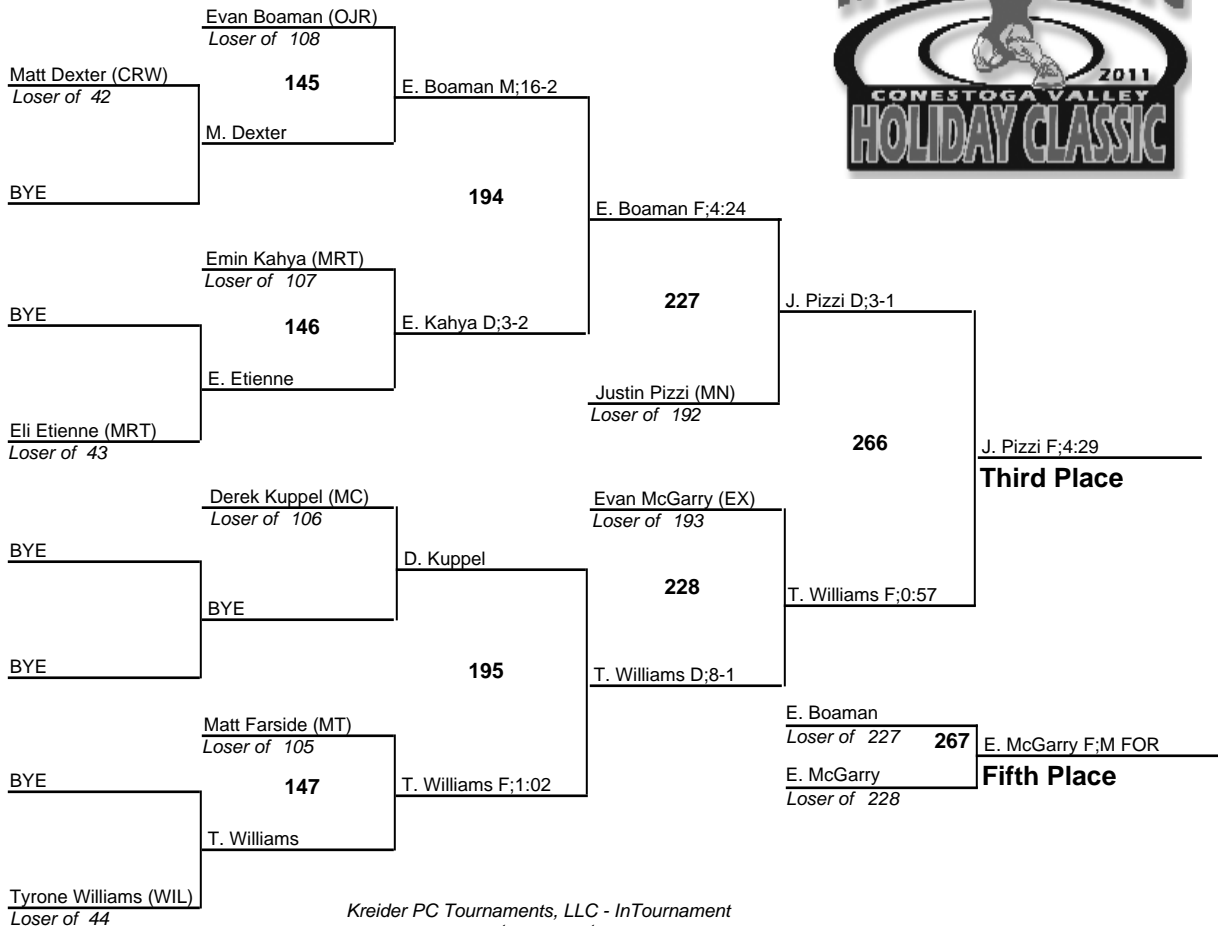 Evan Boaman (OJR)
Loser of 108
Matt Dexter (CRW)
Loser of 42
145
E. Boaman M;16-2
M. Dexter
BYE
194
E. Boaman F;4:24
Emin Kahya (MRT)
Loser of 107
BYE
146
E. Kahya D;3-2
227
J. Pizzi D;3-1
E. Etienne
Justin Pizzi (MN)
Loser of 192
Eli Etienne (MRT)
Loser of 43
266
J. Pizzi F;4:29
Third Place
Derek Kuppel (MC)
Loser of 106
Evan McGarry (EX)
Loser of 193
BYE
D. Kuppel
228
T. Williams F;0:57
BYE
BYE
195
T. Williams D;8-1
Matt Farside (MT)
Loser of 105
E. Boaman
Loser of 227
267
E. McGarry F;M FOR
Fifth Place
BYE
147
T. Williams F;1:02
E. McGarry
Loser of 228
T. Williams
Tyrone Williams (WIL)
Loser of 44
Kreider PC Tournaments, LLC - InTournament
2011
CONESTOGA VALLEY
HOLIDAY CLASSIC